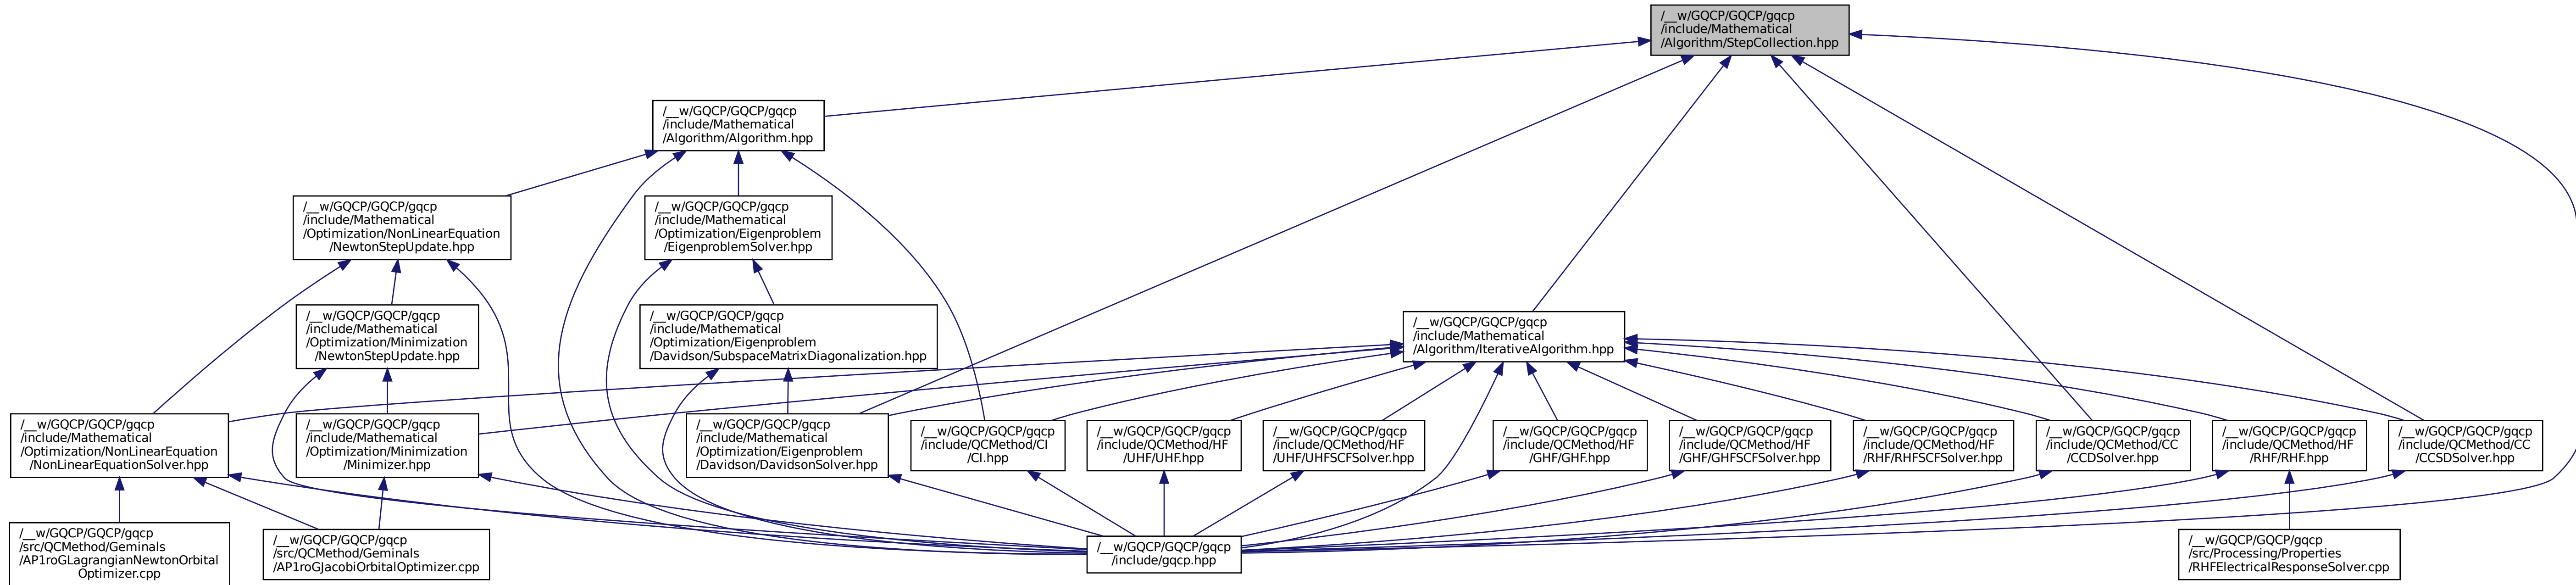 /__w/GQCP/GQCP/gqcp
/include/Mathematical
/Algorithm/StepCollection.hpp
/__w/GQCP/GQCP/gqcp
/include/Mathematical
/Algorithm/Algorithm.hpp
/__w/GQCP/GQCP/gqcp
/include/Mathematical
/Optimization/NonLinearEquation
/NewtonStepUpdate.hpp
/__w/GQCP/GQCP/gqcp
/include/Mathematical
/Optimization/Eigenproblem
/EigenproblemSolver.hpp
/__w/GQCP/GQCP/gqcp
/include/Mathematical
/Optimization/Minimization
/NewtonStepUpdate.hpp
/__w/GQCP/GQCP/gqcp
/include/Mathematical
/Optimization/Eigenproblem
/Davidson/SubspaceMatrixDiagonalization.hpp
/__w/GQCP/GQCP/gqcp
/include/Mathematical
/Algorithm/IterativeAlgorithm.hpp
/__w/GQCP/GQCP/gqcp
/include/Mathematical
/Optimization/NonLinearEquation
/NonLinearEquationSolver.hpp
/__w/GQCP/GQCP/gqcp
/include/Mathematical
/Optimization/Minimization
/Minimizer.hpp
/__w/GQCP/GQCP/gqcp
/include/Mathematical
/Optimization/Eigenproblem
/Davidson/DavidsonSolver.hpp
/__w/GQCP/GQCP/gqcp
/include/QCMethod/CI
/CI.hpp
/__w/GQCP/GQCP/gqcp
/include/QCMethod/HF
/UHF/UHF.hpp
/__w/GQCP/GQCP/gqcp
/include/QCMethod/HF
/UHF/UHFSCFSolver.hpp
/__w/GQCP/GQCP/gqcp
/include/QCMethod/HF
/GHF/GHF.hpp
/__w/GQCP/GQCP/gqcp
/include/QCMethod/HF
/GHF/GHFSCFSolver.hpp
/__w/GQCP/GQCP/gqcp
/include/QCMethod/HF
/RHF/RHFSCFSolver.hpp
/__w/GQCP/GQCP/gqcp
/include/QCMethod/CC
/CCDSolver.hpp
/__w/GQCP/GQCP/gqcp
/include/QCMethod/HF
/RHF/RHF.hpp
/__w/GQCP/GQCP/gqcp
/include/QCMethod/CC
/CCSDSolver.hpp
/__w/GQCP/GQCP/gqcp
/src/QCMethod/Geminals
/AP1roGLagrangianNewtonOrbital
Optimizer.cpp
/__w/GQCP/GQCP/gqcp
/src/QCMethod/Geminals
/AP1roGJacobiOrbitalOptimizer.cpp
/__w/GQCP/GQCP/gqcp
/include/gqcp.hpp
/__w/GQCP/GQCP/gqcp
/src/Processing/Properties
/RHFElectricalResponseSolver.cpp